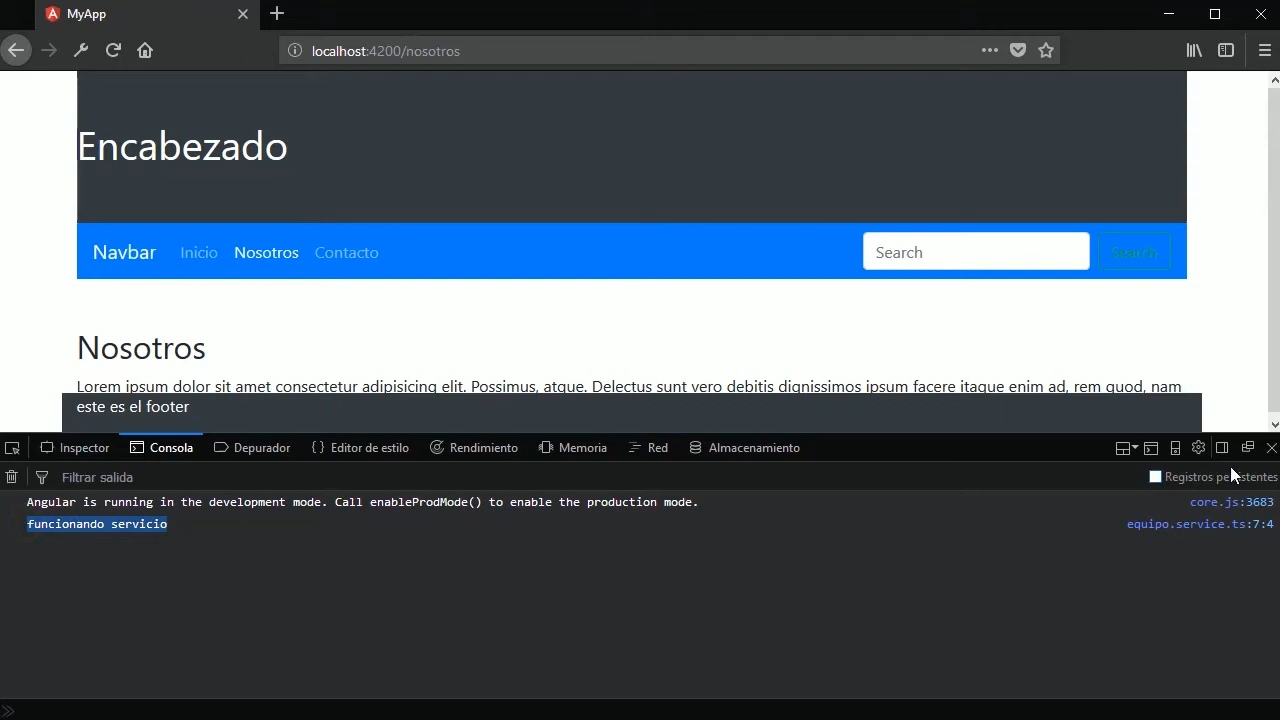 MyApp
localhost:4200/nosotros
Encabezado
Navbar Inicio Nosotros Contacto Search Search
Nosotros
Lorem ipsum dolor sit amet consectetur adipisicing elit. Possimus, atque. Delectus sunt vero debitis dignissimos ipsum facere itaque enim ad, rem quod, nam
este es el footer
Inspector Consola Depurador Editor de estilo Rendimiento Memoria Red Almacenamiento
Filtrar salida Registros persistentes
Angular is running in the development mode. Call enableProdMode() to enable the production mode. core.js:3683
funcionando servicio equipo.service.ts:7:4